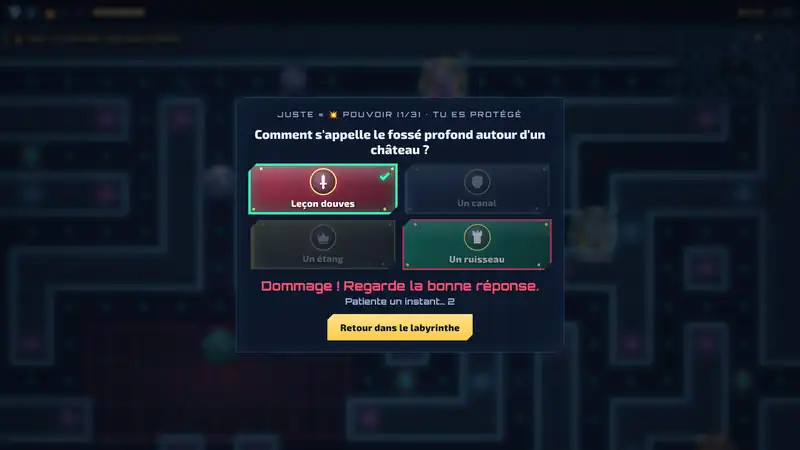 JUSTE = 💥 POUVOIR (1/3) · TU ES PROTÉGÉ
Comment s'appelle le fossé profond autour d'un
château ?
Leçon douves
Un canal
Un étang
Un ruisseau
Dommage ! Regarde la bonne réponse.
Patiente un instant… 2
Retour dans le labyrinthe